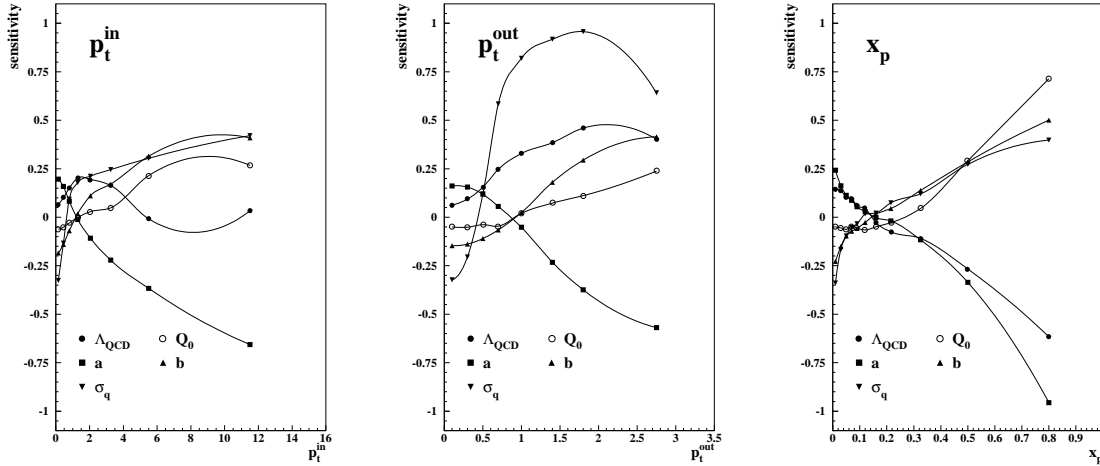 sensitivity
p_t^in
1
0.75
0.5
0.25
0
-0.25
-0.5
-0.75
-1
Λ_QCD
Q_0
a
b
σ_q
0 2 4 6 8 10 12 14 16
p_t^in
sensitivity
p_t^out
1
0.75
0.5
0.25
0
-0.25
-0.5
-0.75
-1
Λ_QCD
Q_0
a
b
σ_q
0 0.5 1 1.5 2 2.5 3 3.5
p_t^out
sensitivity
x_p
1
0.75
0.5
0.25
0
-0.25
-0.5
-0.75
-1
Λ_QCD
Q_0
a
b
σ_q
0 0.1 0.2 0.3 0.4 0.5 0.6 0.7 0.8 0.9
x_p